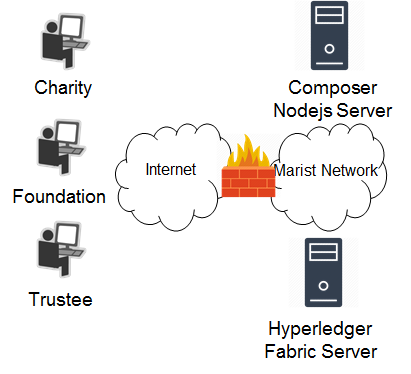 Charity
Composer
Nodejs Server
Internet
Marist Network
Foundation
Trustee
Hyperledger
Fabric Server